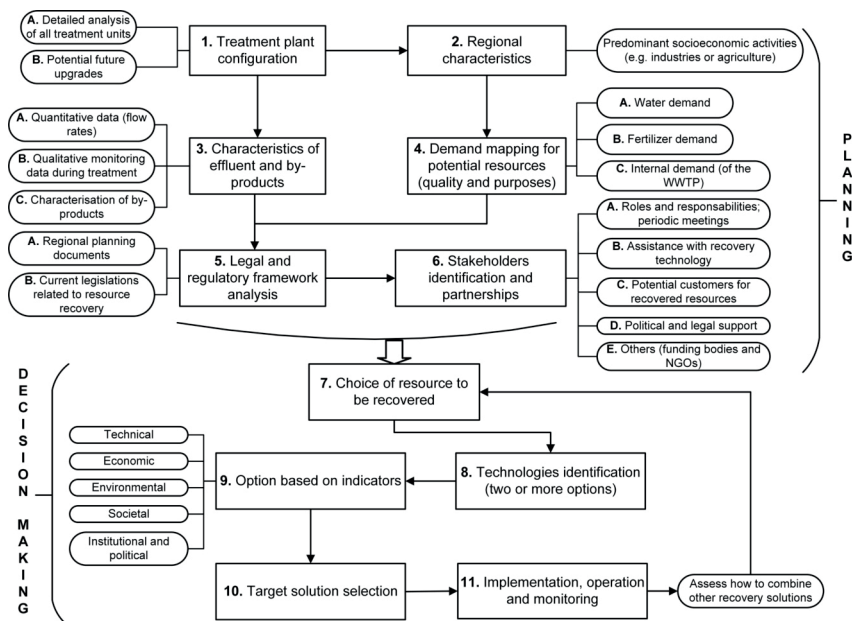 A. Detailed analysis
of all treatment units
B. Potential future
upgrades
1. Treatment plant
configuration
2. Regional
characteristics
Predominant socioeconomic activities
(e.g. industries or agriculture)
A. Quantitative data (flow
rates)
B. Qualitative monitoring
data during treatment
C. Characterisation of by-
products
3. Characteristics of
effluent and by-
products
4. Demand mapping for
potential resources
(quality and purposes)
A. Water demand
B. Fertilizer demand
C. Internal demand (of the
WWTP)
A. Regional planning
documents
B. Current legislations
related to resource
recovery
5. Legal and
regulatory framework
analysis
6. Stakeholders
identification and
partnerships
A. Roles and responsabilities;
periodic meetings
B. Assistance with recovery
technology
C. Potential customers for
recovered resources
D. Political and legal support
E. Others (funding bodies and
NGOs)
PLANNING
DECISION MAKING
7. Choice of resource to
be recovered
8. Technologies identification
(two or more options)
9. Option based on indicators
Technical
Economic
Environmental
Societal
Institutional and
political
10. Target solution selection
11. Implementation, operation
and monitoring
Assess how to combine
other recovery solutions